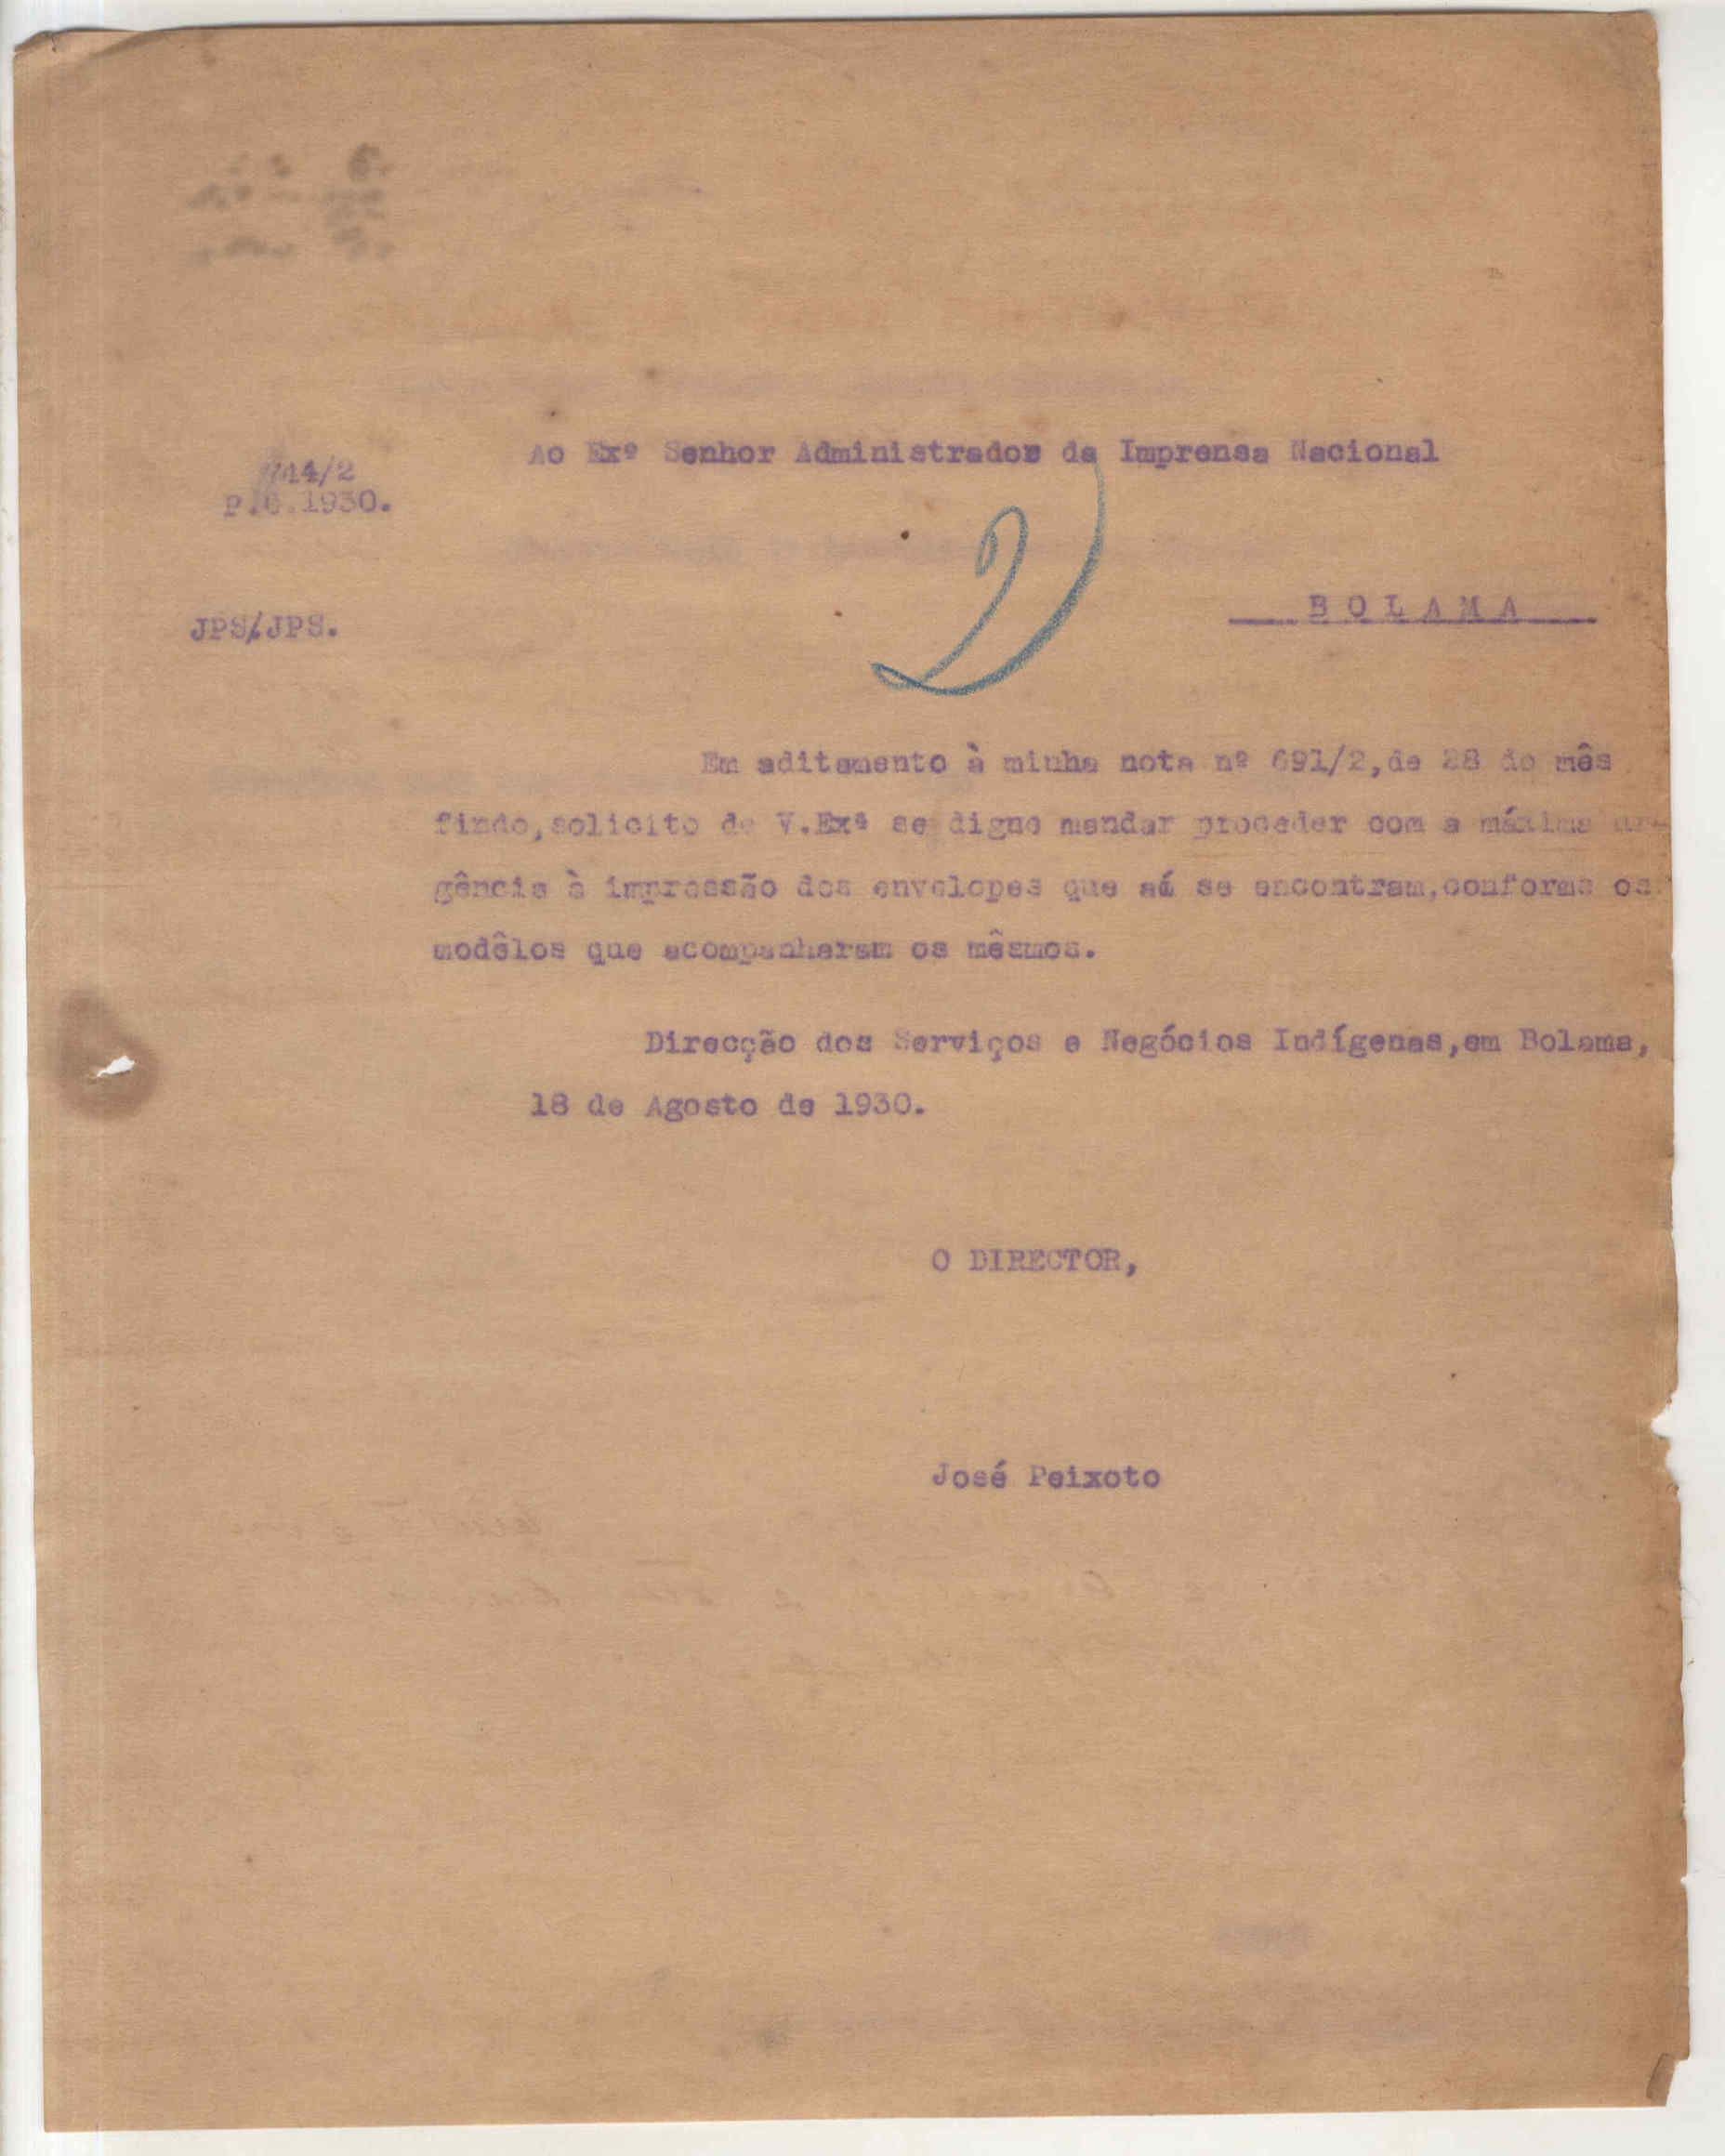 Ao Exº Senhor Administrador da Imprensa Nacional
744/2
P.6.1930.
BOLAMA
JPS/JPS.
2
Em aditamento à minha nota nº 691/2,de 28 do mês
findo,solicito de V.Exª se digne mandar proceder com a máxima ur-
gência à impressão dos envelopes que aí se encontram,conforme os
modêlos que acompanharam os mêsmos.
Direcção dos Serviços e Negócios Indígenas,em Bolama,
18 de Agosto de 1930.
O DIRECTOR,
José Peixoto